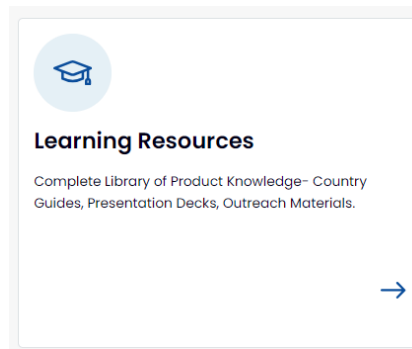 Learning Resources
Complete Library of Product Knowledge- Country
Guides, Presentation Decks, Outreach Materials.